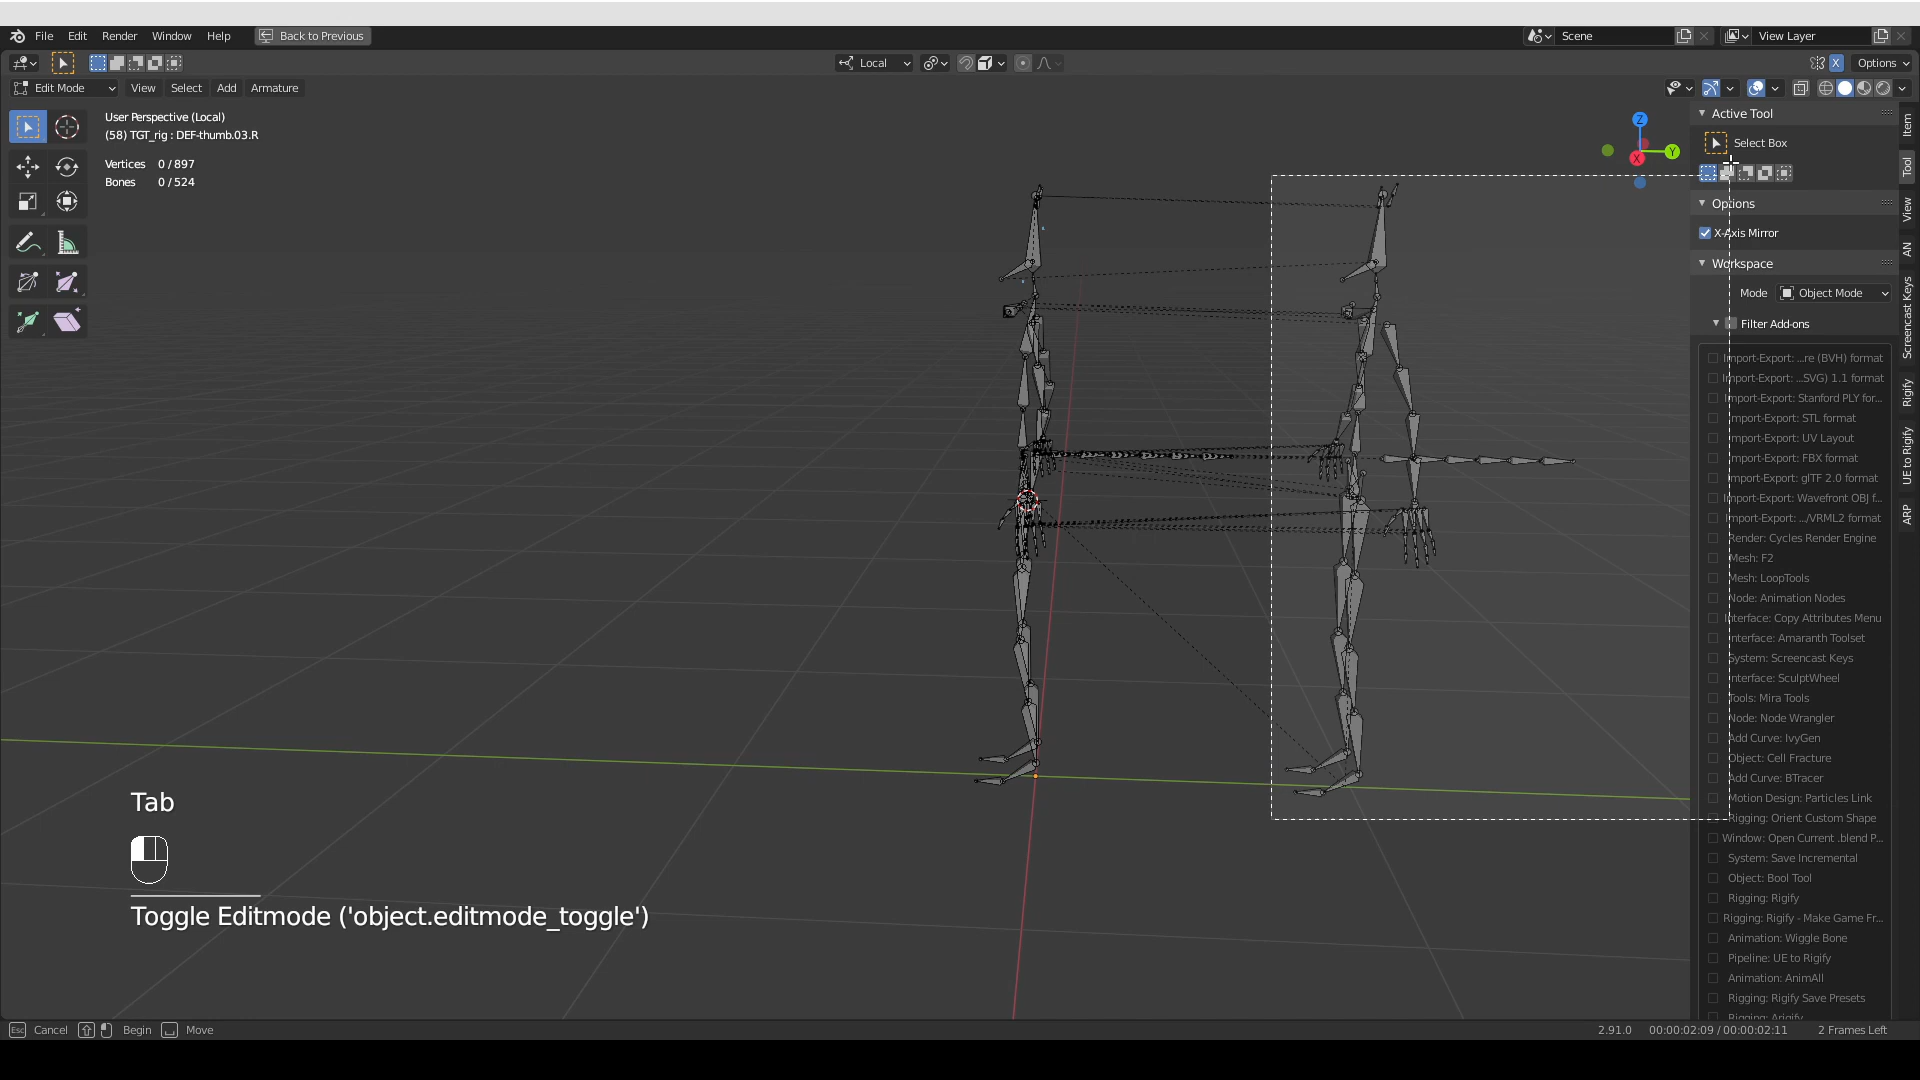 File Edit Render Window Help Back to Previous Scene View Layer
Local X Options
Edit Mode View Select Add Armature
User Perspective (Local)
(58) TGT_rig : DEF-thumb.03.R
Vertices 0 / 897
Bones 0 / 524
Z
Y
X
Active Tool
Select Box
Options
X-Axis Mirror
Workspace
Mode Object Mode
Filter Add-ons
Import-Export: ...re (BVH) format
Import-Export: ...SVG) 1.1 format
Import-Export: Stanford PLY for...
Import-Export: STL format
Import-Export: UV Layout
Import-Export: FBX format
Import-Export: glTF 2.0 format
Import-Export: Wavefront OBJ f...
Import-Export: .../VRML2 format
Render: Cycles Render Engine
Mesh: F2
Mesh: LoopTools
Node: Animation Nodes
Interface: Copy Attributes Menu
Interface: Amaranth Toolset
System: Screencast Keys
Interface: SculptWheel
Tools: Mira Tools
Node: Node Wrangler
Add Curve: IvyGen
Object: Cell Fracture
Add Curve: BTracer
Motion Design: Particles Link
Rigging: Orient Custom Shape
Window: Open Current .blend P...
System: Save Incremental
Object: Bool Tool
Rigging: Rigify
Rigging: Rigify - Make Game Fr...
Animation: Wiggle Bone
Pipeline: UE to Rigify
Animation: AnimAll
Rigging: Rigify Save Presets
Item
Tool
View
AN
Screencast Keys
Rigify
UE to Rigify
ARP
Tab
Toggle Editmode ('object.editmode_toggle')
Esc Cancel Begin Move 2.91.0 00:00:02:09 / 00:00:02:11 2 Frames Left